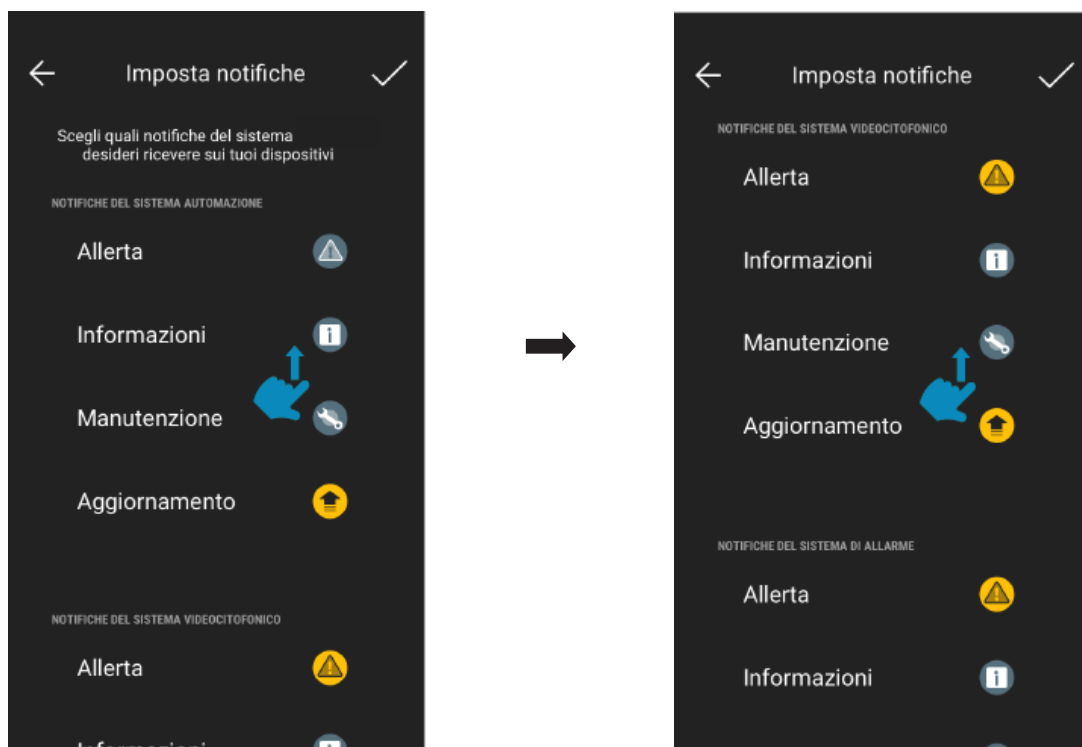 Imposta notifiche
Scegli quali notifiche del sistema
desideri ricevere sui tuoi dispositivi
NOTIFICHE DEL SISTEMA AUTOMAZIONE
Allerta
Informazioni
Manutenzione
Aggiornamento
NOTIFICHE DEL SISTEMA VIDEOCITOFONICO
Allerta
Informazioni
Imposta notifiche
NOTIFICHE DEL SISTEMA VIDEOCITOFONICO
Allerta
Informazioni
Manutenzione
Aggiornamento
NOTIFICHE DEL SISTEMA DI ALLARME
Allerta
Informazioni